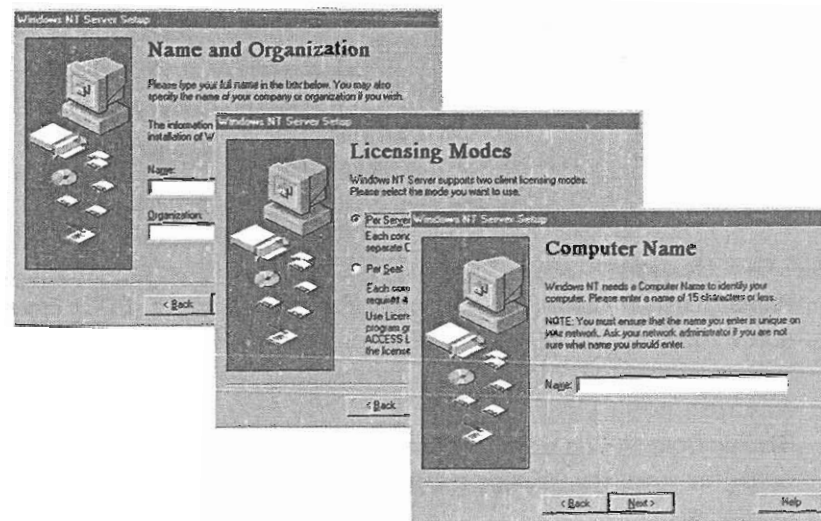 Windows NT Server Setup
Name and Organization
Please type your full name in the box below. You may also
specify the name of your company or organization if you wish.
The information
installation of W
Name:
Organization:
< Back
Windows NT Server Setup
Licensing Modes
Windows NT Server supports two client licensing modes.
Please select the mode you want to use.
Per Server
Each conc
separate C
Per Seat
Each com
requires a
Use Licen
program gr
ACCESS L
the license
< Back
Windows NT Server Setup
Computer Name
Windows NT needs a Computer Name to identify your
computer. Please enter a name of 15 characters or less.
NOTE: You must ensure that the name you enter is unique on
your network. Ask your network administrator if you are not
sure what name you should enter.
Name:
< Back
Next >
Help